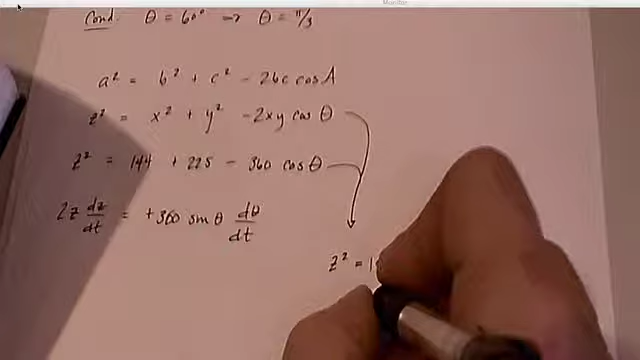 Monitor
Cond. θ = 60° → θ = π/3
a² = b² + c² - 2bc cos A
z² = x² + y² - 2xy cos θ
z² = 144 + 225 - 360 cos θ
2z dz/dt = +360 sin θ dθ/dt
z² = 1